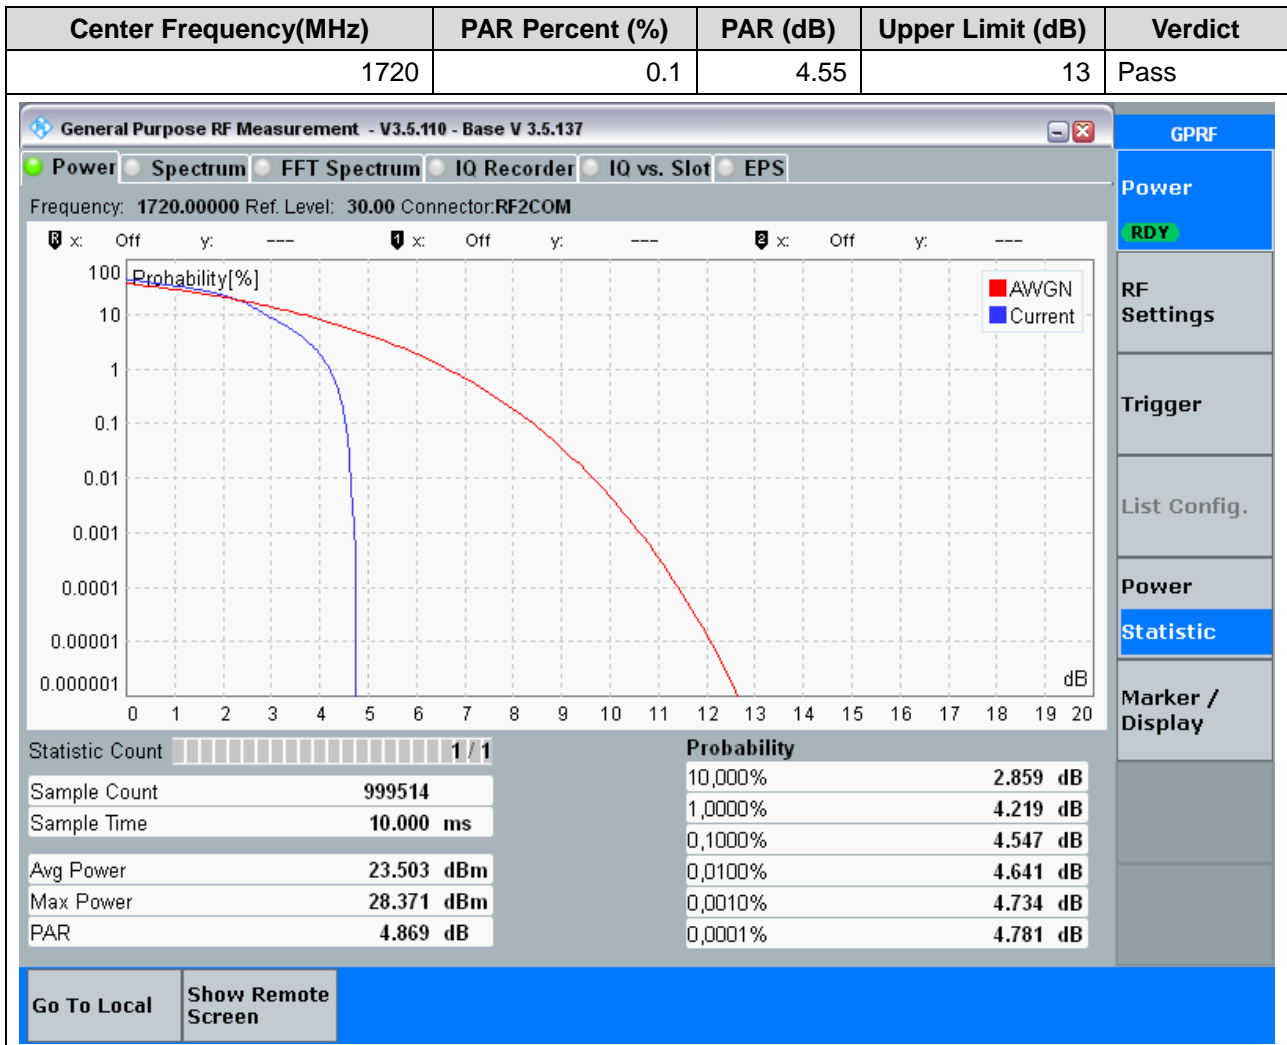 Center Frequency(MHz) PAR Percent (%) PAR (dB) Upper Limit (dB) Verdict
1720 0.1 4.55 13 Pass
General Purpose RF Measurement - V3.5.110 - Base V 3.5.137
GPRF
Power Spectrum FFT Spectrum IQ Recorder IQ vs. Slot EPS
Power
RDY
Frequency: 1720.00000 Ref. Level: 30.00 Connector:RF2COM
R x: Off y: --- 1 x: Off y: --- 2 x: Off y: ---
Probability[%]
AWGN
Current
100
10
1
0.1
0.01
0.001
0.0001
0.00001
0.000001
dB
0 1 2 3 4 5 6 7 8 9 10 11 12 13 14 15 16 17 18 19 20
RF
Settings
Trigger
List Config.
Power
Statistic
Marker /
Display
Statistic Count 1 / 1
Sample Count 999514
Sample Time 10.000 ms
Avg Power 23.503 dBm
Max Power 28.371 dBm
PAR 4.869 dB
Probability
10,000% 2.859 dB
1,0000% 4.219 dB
0,1000% 4.547 dB
0,0100% 4.641 dB
0,0010% 4.734 dB
0,0001% 4.781 dB
Go To Local
Show Remote
Screen